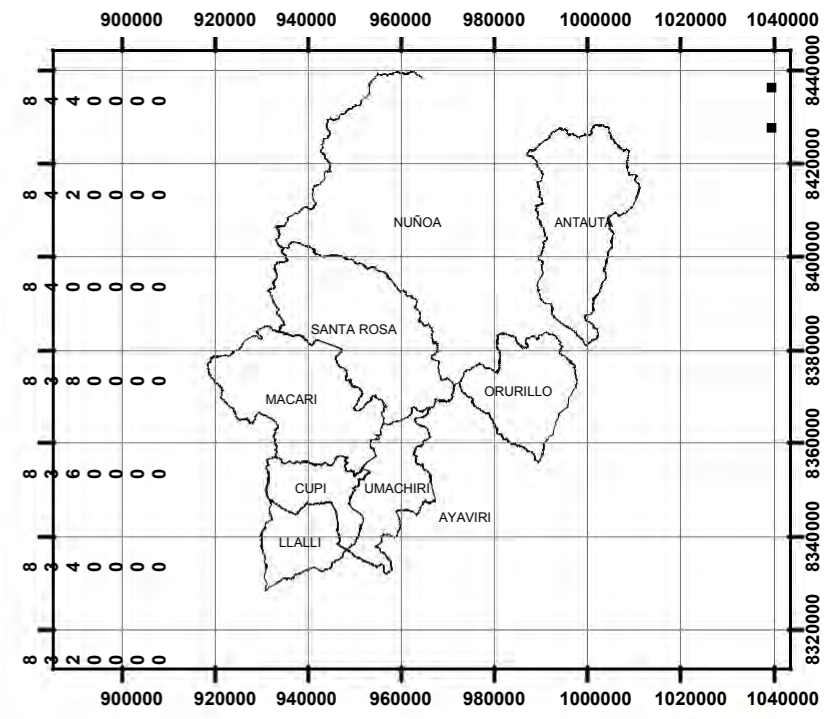 900000 920000 940000 960000 980000 1000000 1020000 1040000
8440000 8440000
8420000 8420000
NUÑOA ANTAUTA
8400000 8400000
SANTA ROSA
8380000 8380000
MACARI ORURILLO
8360000 8360000
CUPI UMACHIRI
AYAVIRI
LLALLI
8340000 8340000
8320000 8320000
900000 920000 940000 960000 980000 1000000 1020000 1040000